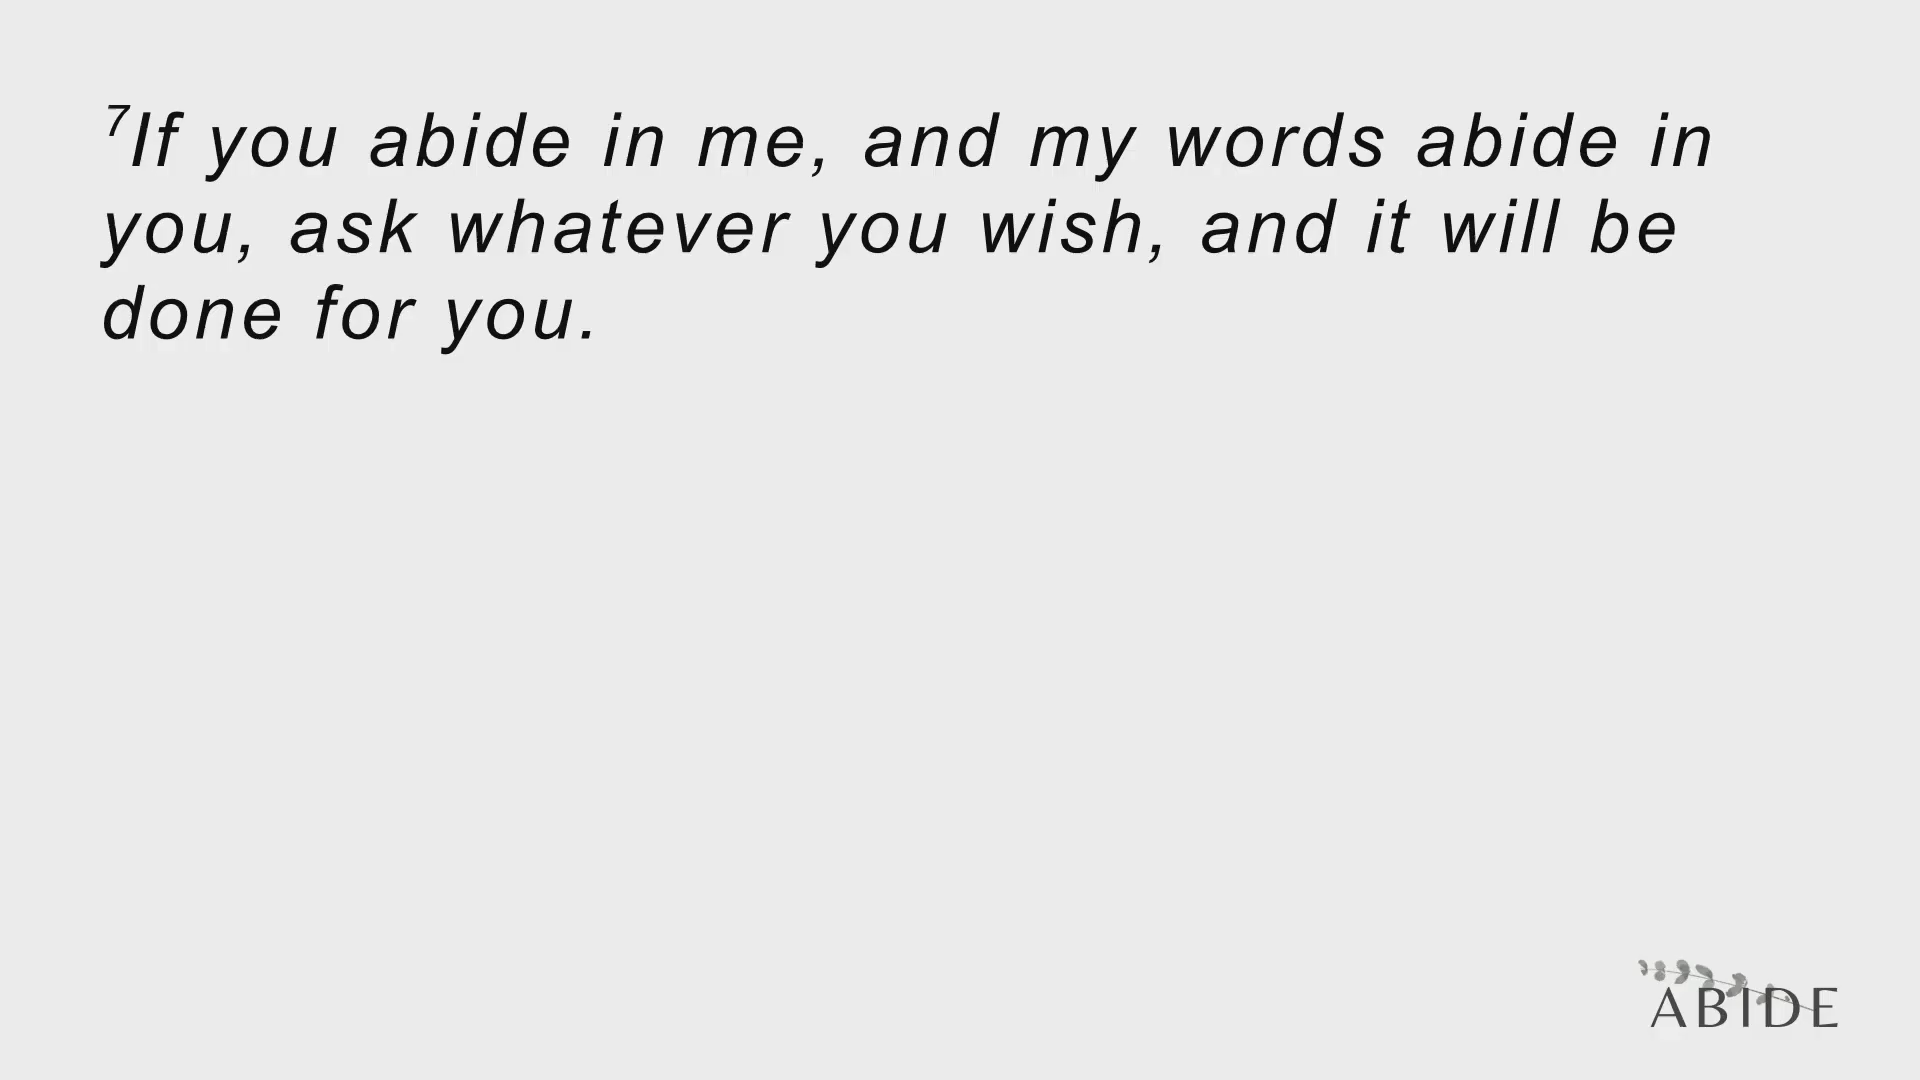 ⁷If you abide in me, and my words abide in
you, ask whatever you wish, and it will be
done for you.
ABIDE